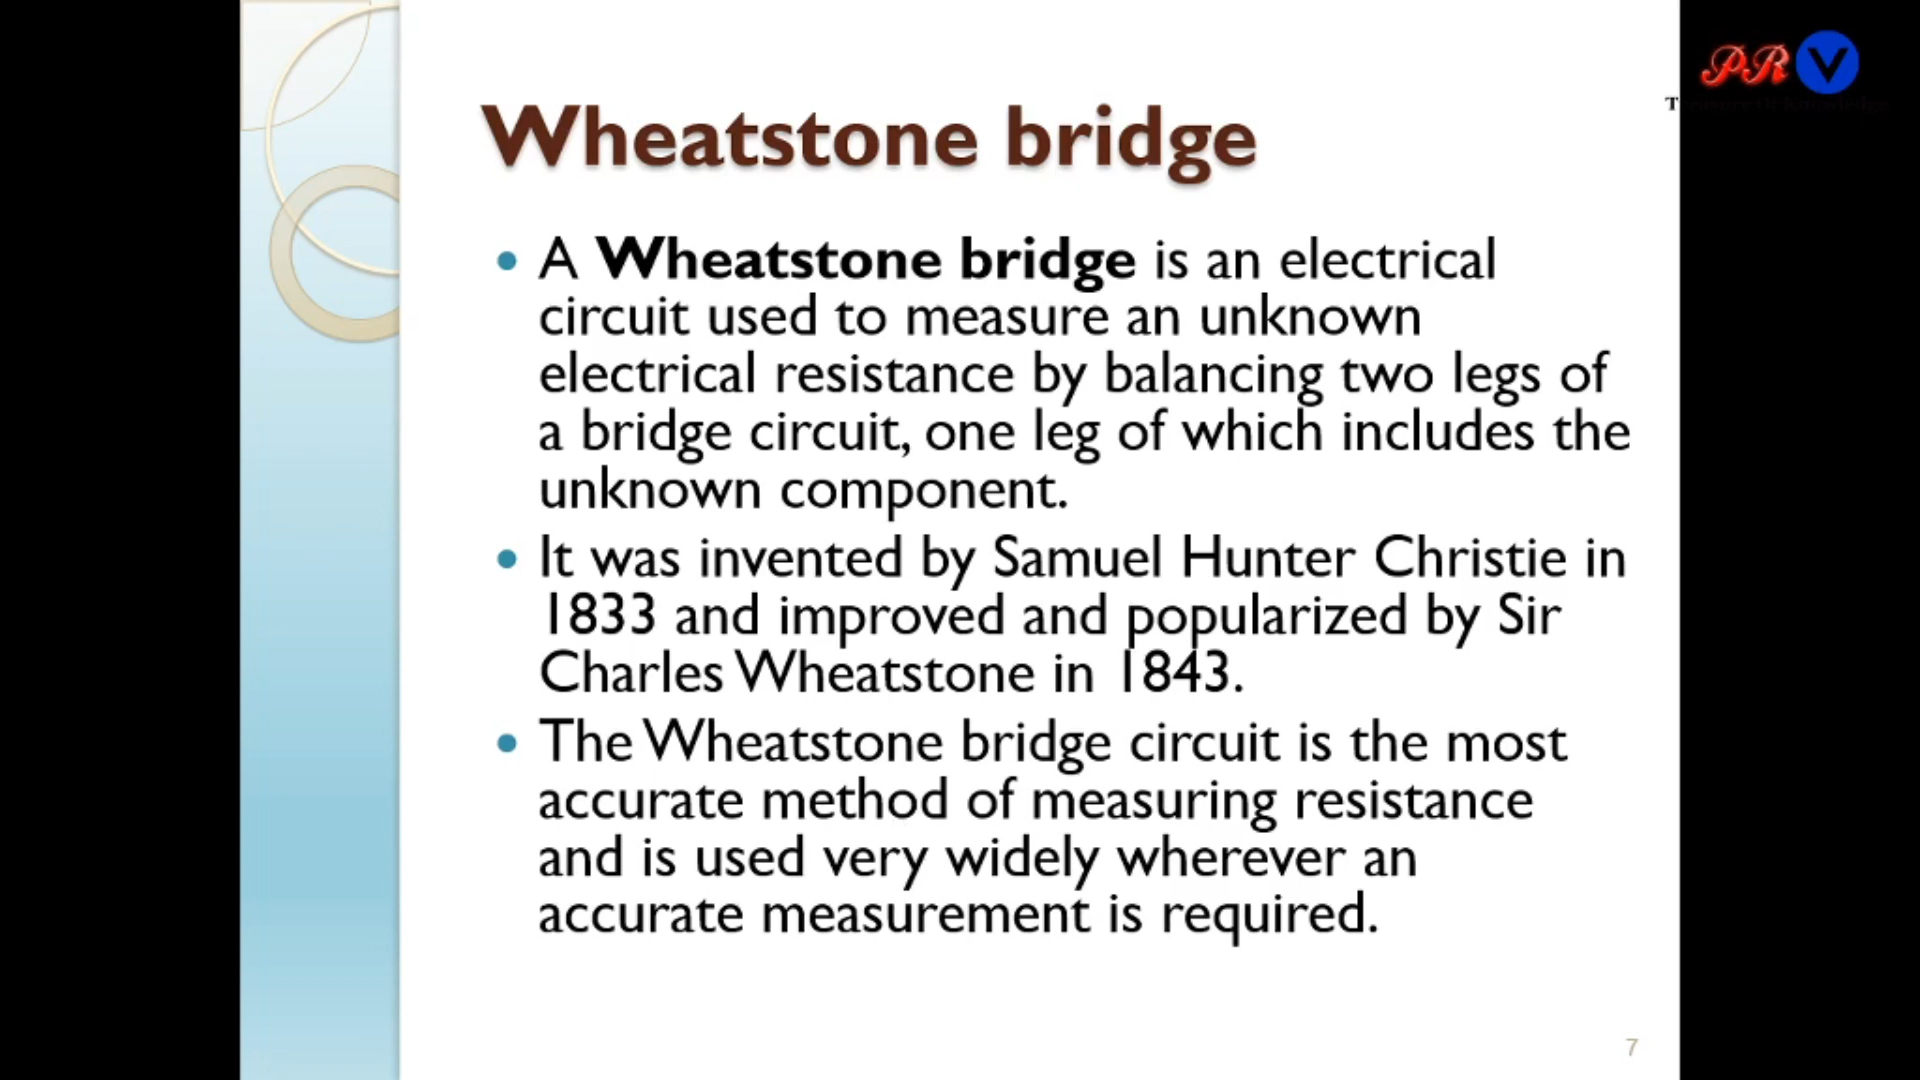 PR V
Wheatstone bridge
• A Wheatstone bridge is an electrical
circuit used to measure an unknown
electrical resistance by balancing two legs of
a bridge circuit, one leg of which includes the
unknown component.
• It was invented by Samuel Hunter Christie in
1833 and improved and popularized by Sir
Charles Wheatstone in 1843.
• The Wheatstone bridge circuit is the most
accurate method of measuring resistance
and is used very widely wherever an
accurate measurement is required.
7